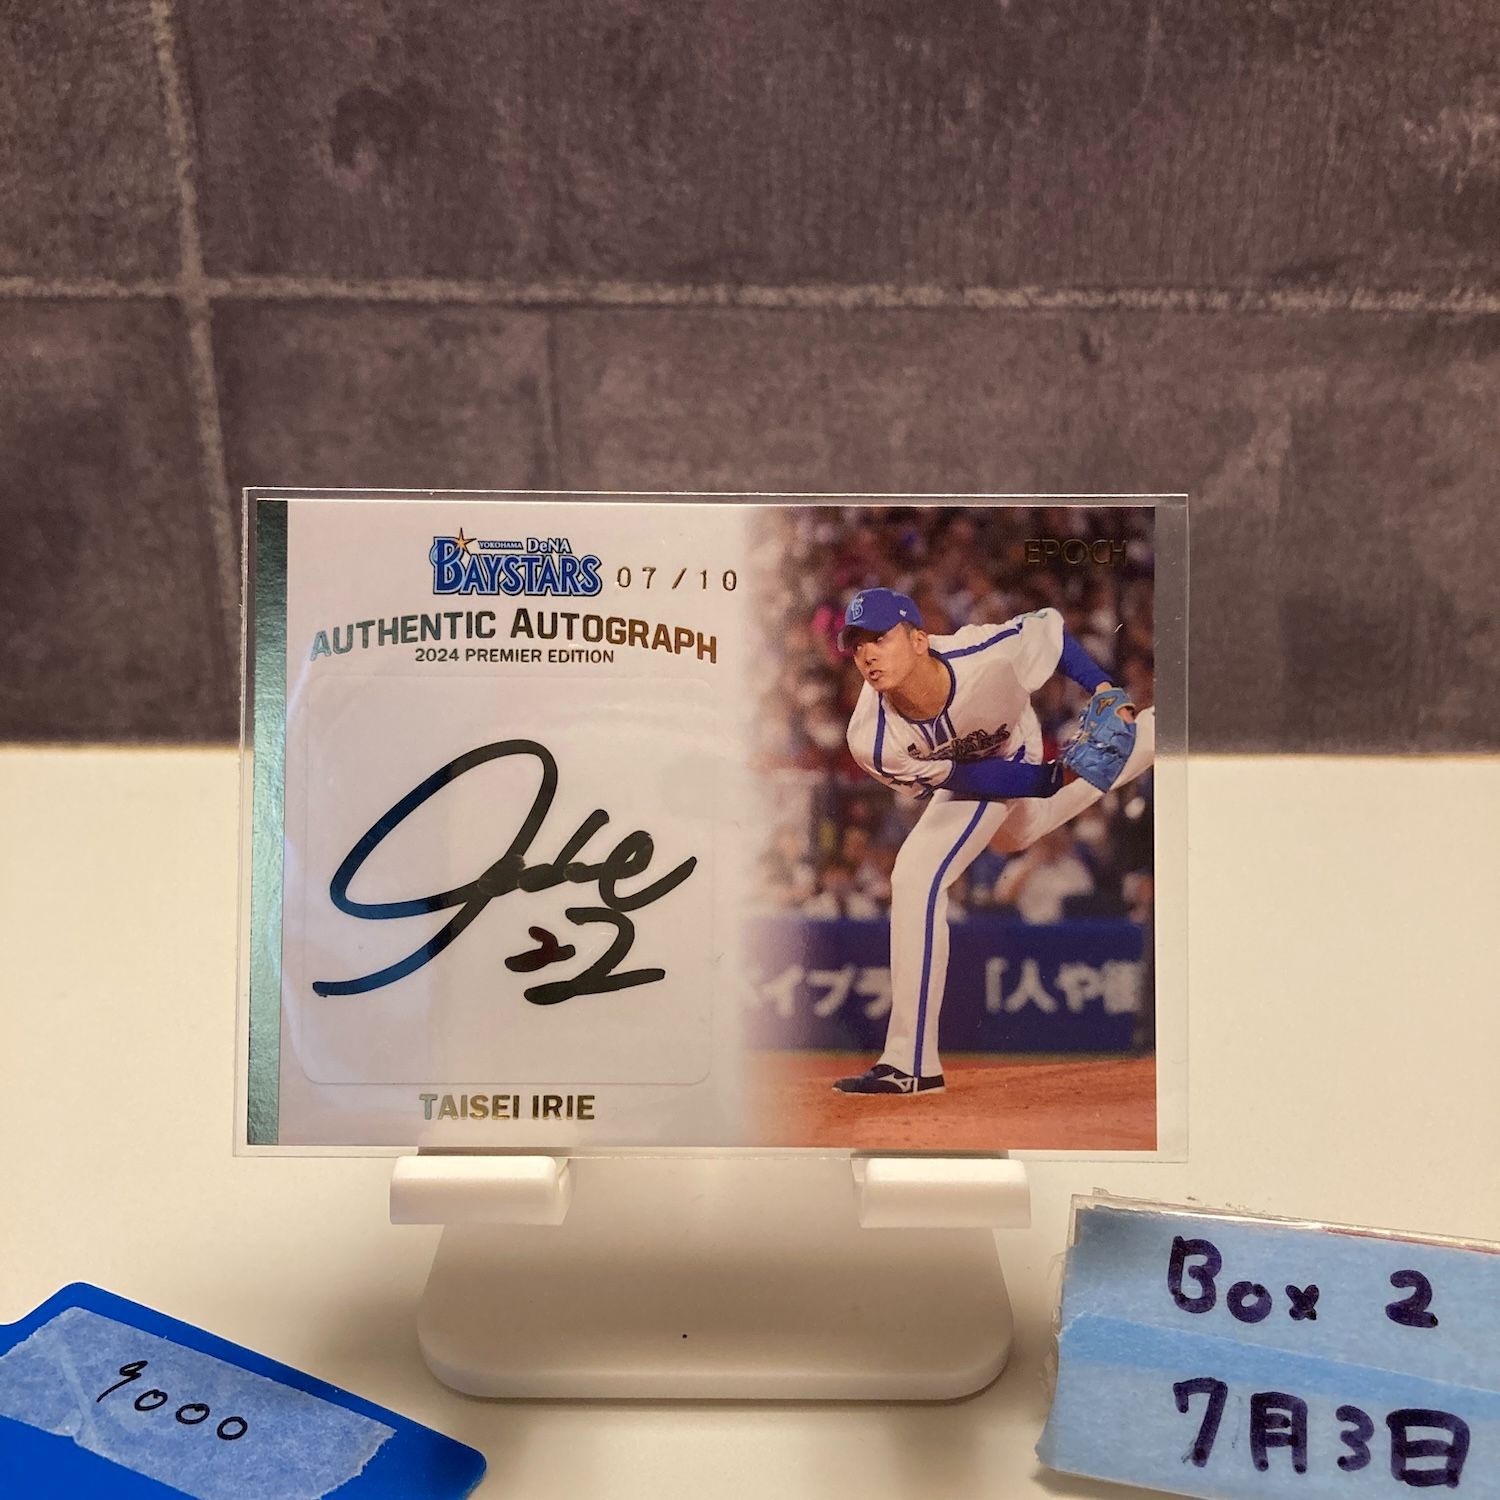 YOKOHAMA DeNA
BAYSTARS
07/10
AUTHENTIC AUTOGRAPH
2024 PREMIER EDITION
EPOCH
22
TAISEI IRIE
9000
Box 2
7月3日